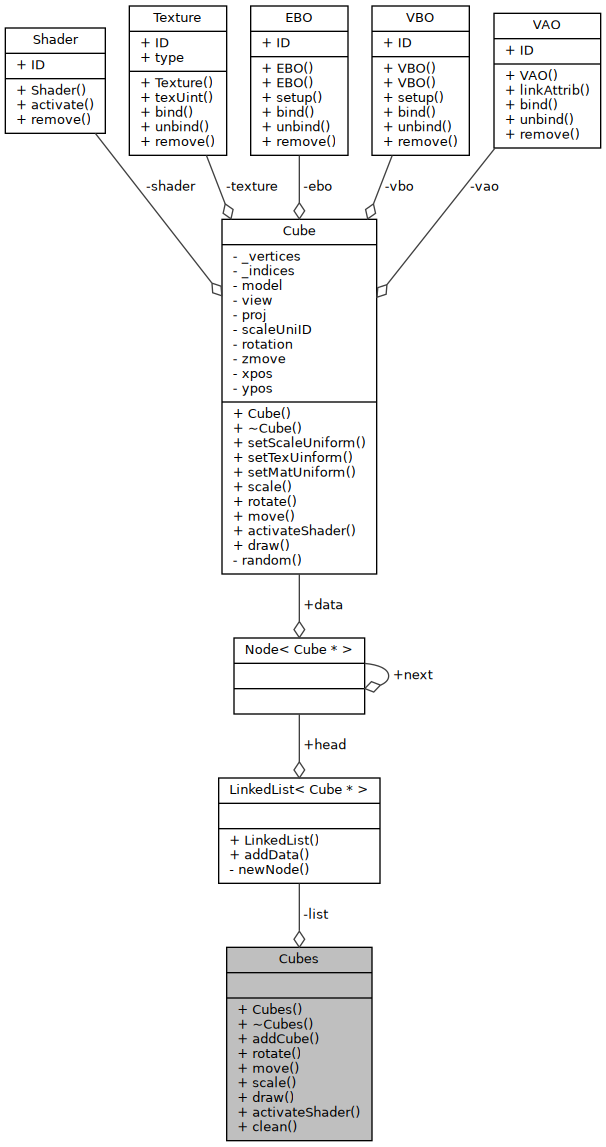 Shader
+ ID
+ Shader()
+ activate()
+ remove()
Texture
+ ID
+ type
+ Texture()
+ texUint()
+ bind()
+ unbind()
+ remove()
EBO
+ ID
+ EBO()
+ EBO()
+ setup()
+ bind()
+ unbind()
+ remove()
VBO
+ ID
+ VBO()
+ VBO()
+ setup()
+ bind()
+ unbind()
+ remove()
VAO
+ ID
+ VAO()
+ linkAttrib()
+ bind()
+ unbind()
+ remove()
-shader
-texture
-ebo
-vbo
-vao
Cube
- _vertices
- _indices
- model
- view
- proj
- scaleUniID
- rotation
- zmove
- xpos
- ypos
+ Cube()
+ ~Cube()
+ setScaleUniform()
+ setTexUinform()
+ setMatUniform()
+ scale()
+ rotate()
+ move()
+ activateShader()
+ draw()
- random()
+data
Node< Cube * >
+next
+head
LinkedList< Cube * >
+ LinkedList()
+ addData()
- newNode()
-list
Cubes
+ Cubes()
+ ~Cubes()
+ addCube()
+ rotate()
+ move()
+ scale()
+ draw()
+ activateShader()
+ clean()